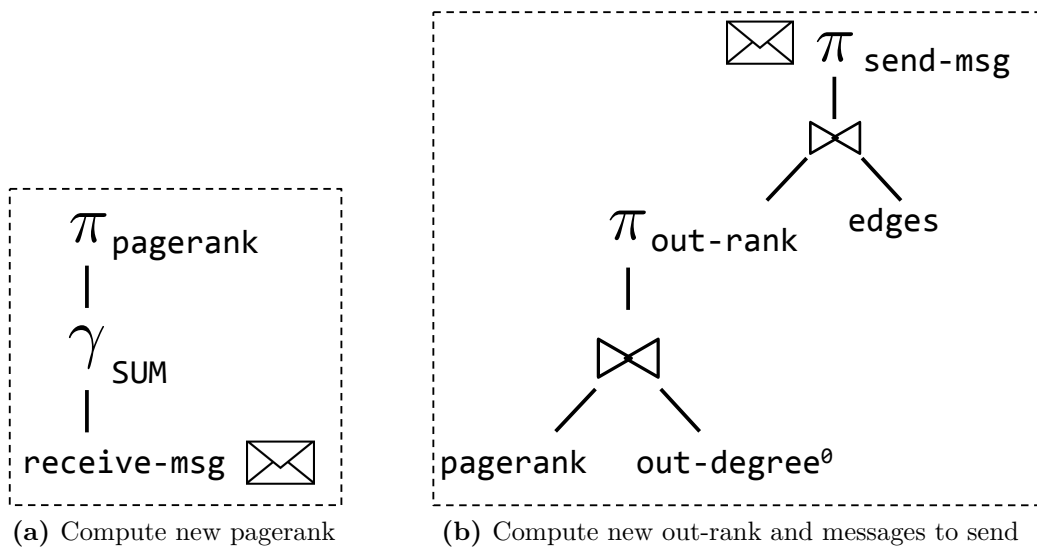 π send-msg
π out-rank
edges
pagerank out-degree⁰
π pagerank
γ SUM
receive-msg
(a) Compute new pagerank
(b) Compute new out-rank and messages to send